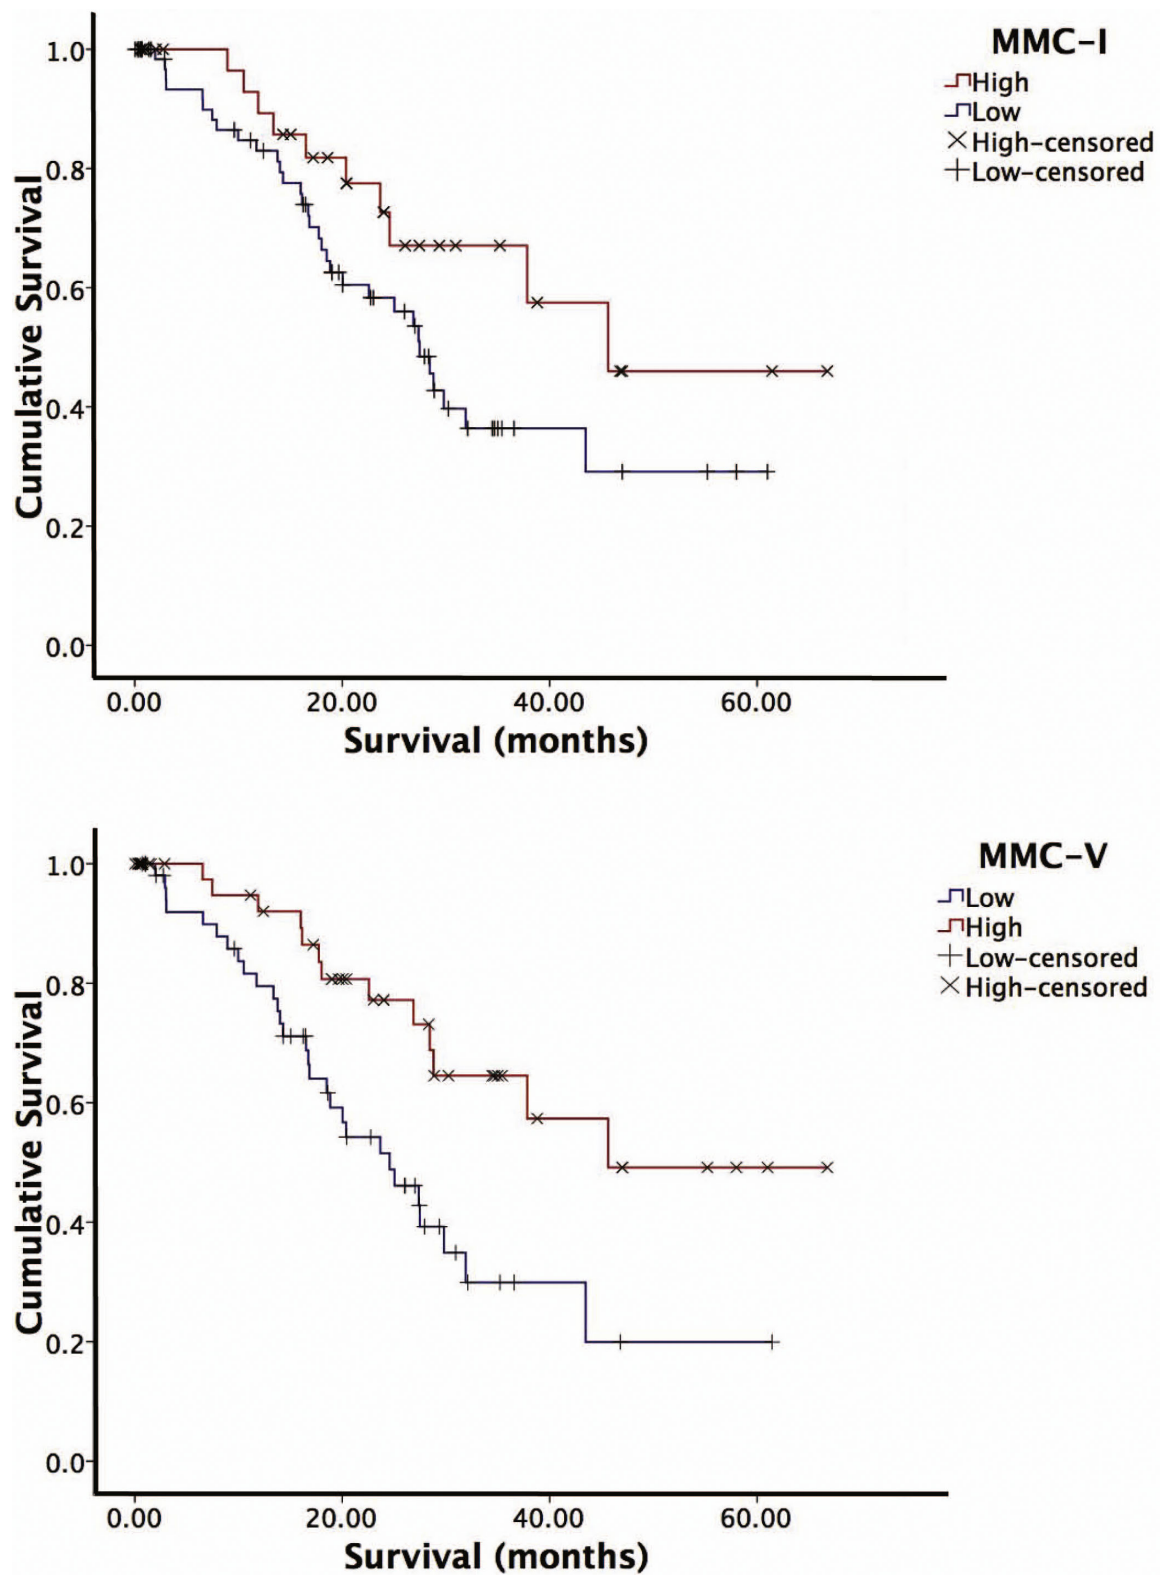 MMC-I
High
Low
High-censored
Low-censored
1.0
0.8
0.6
0.4
0.2
0.0
Cumulative Survival
0.00 20.00 40.00 60.00
Survival (months)
MMC-V
Low
High
Low-censored
High-censored
1.0
0.8
0.6
0.4
0.2
0.0
Cumulative Survival
0.00 20.00 40.00 60.00
Survival (months)